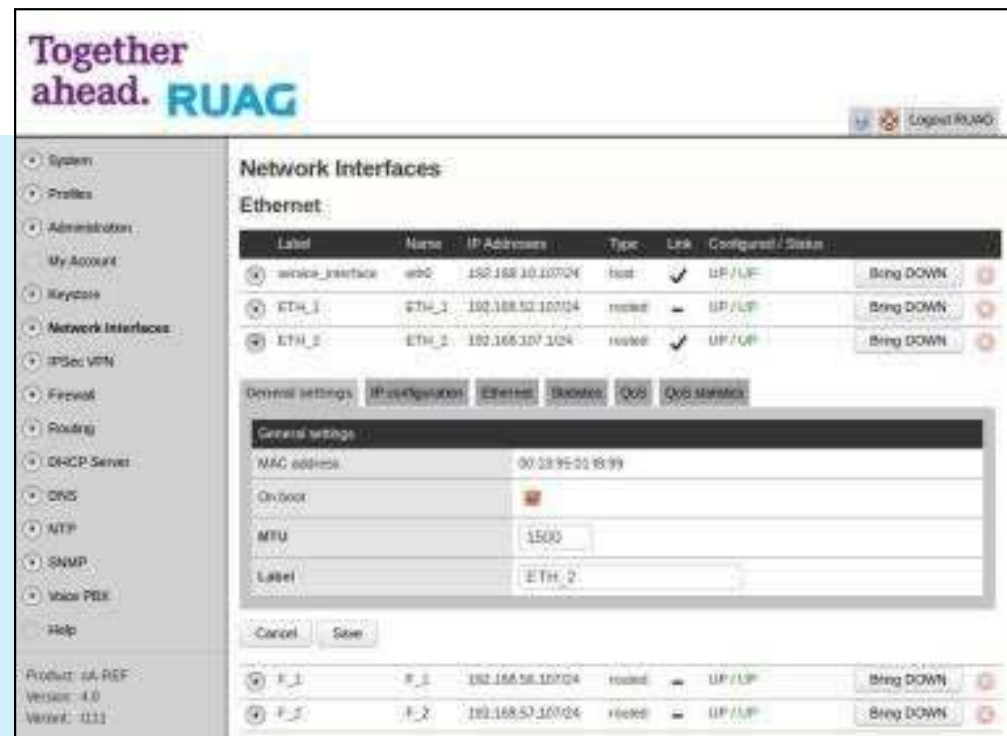 Together
ahead. RUAG
Logout RUAG
System
Profiles
Administration
My Account
Keystore
Network Interfaces
IPSec VPN
Firewall
Routing
DHCP Server
DNS
NTP
SNMP
Voice PBX
Help
Version: 4.0
Network Interfaces
Ethernet
Label Name IP Addresses Type Link Configured / Status
service_interface eth0 192.168.10.107/24 host UP / UP Bring DOWN
ETH_1 ETH_1 192.168.52.107/24 routed UP / UP Bring DOWN
ETH_2 ETH_2 192.168.107.1/24 routed UP / UP Bring DOWN
General settings IP configuration Ethernet Statistics QoS QoS statistics
General settings
MAC address
On boot
MTU 1500
Label ETH_2
Cancel Save
F_1 F_1 192.168.56.107/24 routed UP / UP Bring DOWN
F_2 F_2 192.168.57.107/24 routed UP / UP Bring DOWN